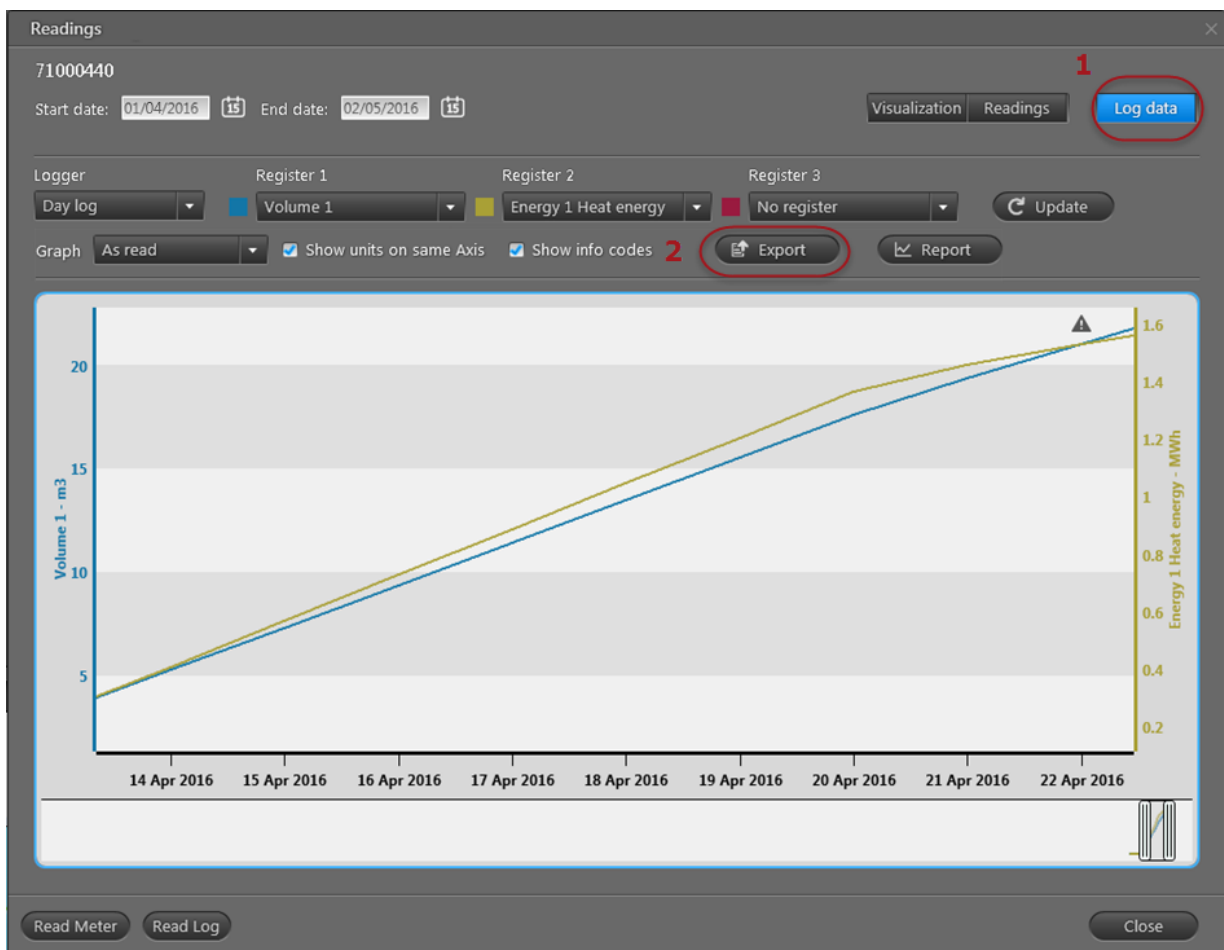 Readings
71000440
1
Start date: 01/04/2016 15 End date: 02/05/2016 15 Visualization Readings Log data
Logger Register 1 Register 2 Register 3
Day log Volume 1 Energy 1 Heat energy No register Update
Graph As read Show units on same Axis Show info codes 2 Export Report
1.6
20
1.4
1.2
15
1
Volume 1 - m3
Energy 1 Heat energy - MWh
0.8
10
0.6
5
0.4
0.2
14 Apr 2016 15 Apr 2016 16 Apr 2016 17 Apr 2016 18 Apr 2016 19 Apr 2016 20 Apr 2016 21 Apr 2016 22 Apr 2016
Read Meter Read Log Close